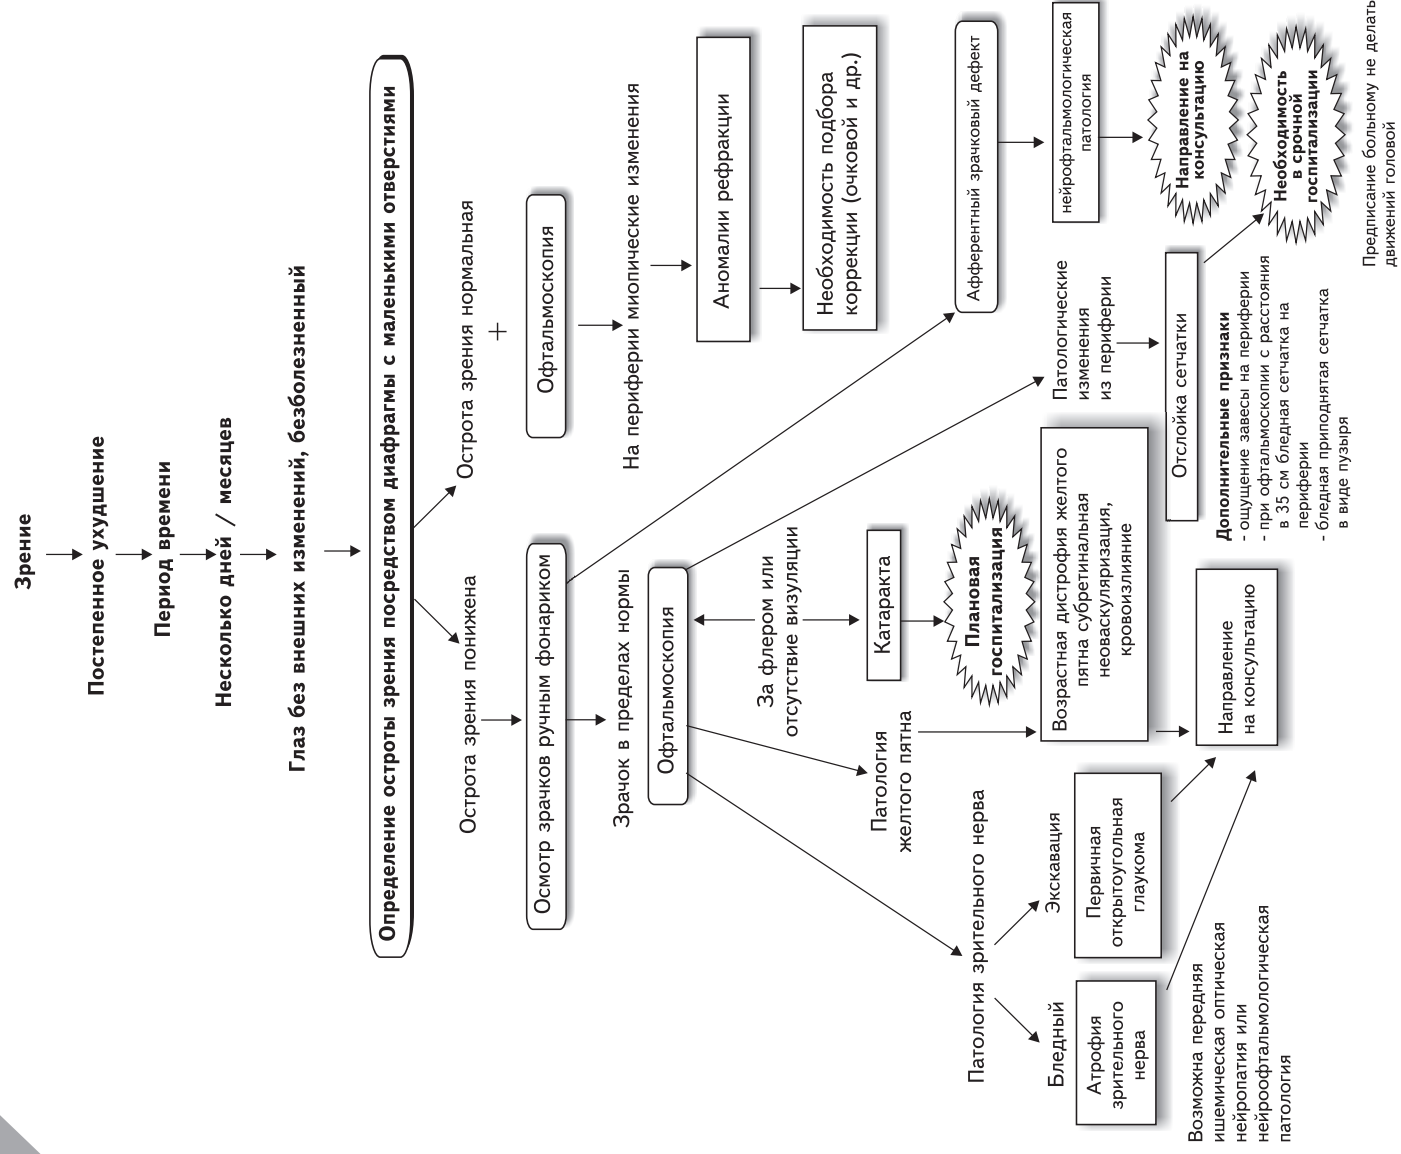 Зрение
Постепенное ухудшение
Период времени
Несколько дней / месяцев
Глаз без внешних изменений, безболезненный
Определение остроты зрения посредством диафрагмы с маленькими отверстиями
Острота зрения понижена
Острота зрения нормальная
+
Осмотр зрачков ручным фонариком
Офтальмоскопия
Зрачок в пределах нормы
На периферии миопические изменения
Офтальмоскопия
Аномалии рефракции
За флером или
отсутствие визуляции
Необходимость подбора
коррекции (очковой и др.)
Патология
желтого пятна
Катаракта
Патология зрительного нерва
Плановая
госпитализация
Афферентный зрачковый дефект
Бледный
Экскавация
Возрастная дистрофия желтого
пятна субретинальная
неоваскуляризация,
кровоизлияние
Патологические
изменения
из периферии
нейрофтальмологическая
патология
Атрофия
зрительного
нерва
Первичная
открытоугольная
глаукома
Отслойка сетчатки
Направление на
консультацию
Возможна передняя
ишемическая оптическая
нейропатия или
нейроофтальмологическая
патология
Направление
на консультацию
Дополнительные признаки
- ощущение завесы на периферии
- при офтальмоскопии с расстояния
в 35 см бледная сетчатка на
периферии
- бледная приподнятая сетчатка
в виде пузыря
Необходимость
в срочной
госпитализации
Предписание больному не делать
движений головой